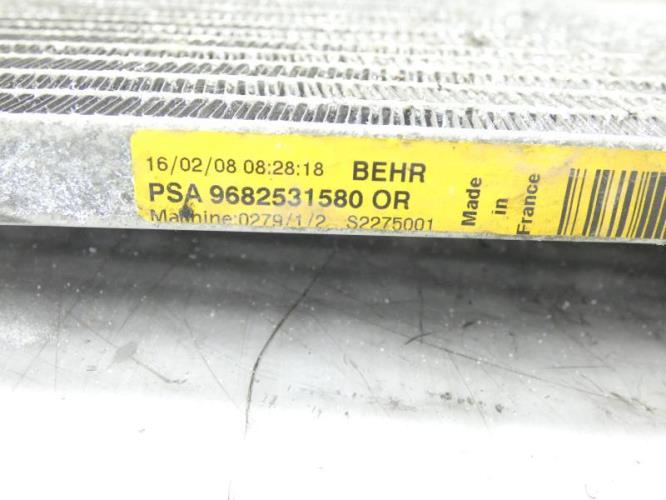 16/02/08 08:28:18 BEHR
PSA 9682531580 OR
Machine:0279/1/2 S2275001
Made
in
France